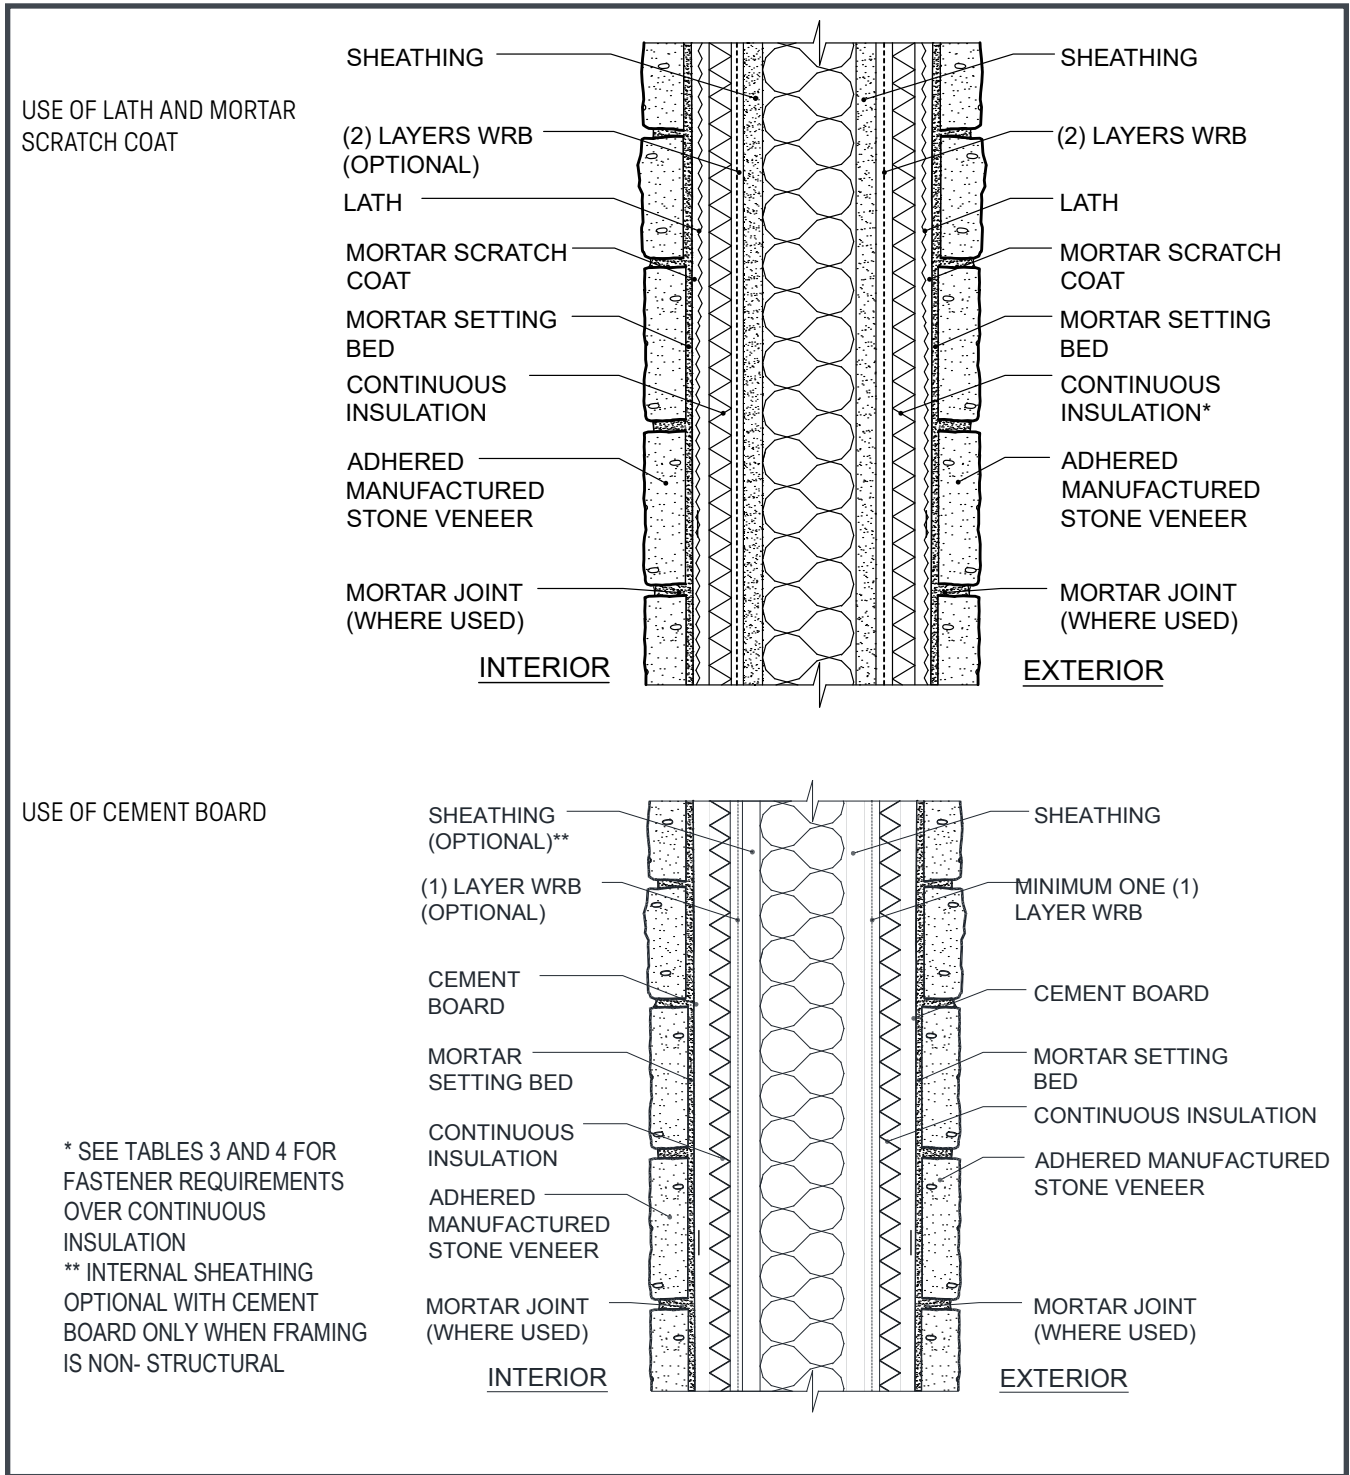 USE OF LATH AND MORTAR
SCRATCH COAT
SHEATHING
(2) LAYERS WRB
(OPTIONAL)
LATH
MORTAR SCRATCH
COAT
MORTAR SETTING
BED
CONTINUOUS
INSULATION
ADHERED
MANUFACTURED
STONE VENEER
MORTAR JOINT
(WHERE USED)
INTERIOR
SHEATHING
(2) LAYERS WRB
LATH
MORTAR SCRATCH
COAT
MORTAR SETTING
BED
CONTINUOUS
INSULATION*
ADHERED
MANUFACTURED
STONE VENEER
MORTAR JOINT
(WHERE USED)
EXTERIOR
USE OF CEMENT BOARD
SHEATHING
(OPTIONAL)**
(1) LAYER WRB
(OPTIONAL)
CEMENT
BOARD
MORTAR
SETTING BED
CONTINUOUS
INSULATION
ADHERED
MANUFACTURED
STONE VENEER
MORTAR JOINT
(WHERE USED)
INTERIOR
SHEATHING
MINIMUM ONE (1)
LAYER WRB
CEMENT BOARD
MORTAR SETTING
BED
CONTINUOUS INSULATION
ADHERED MANUFACTURED
STONE VENEER
MORTAR JOINT
(WHERE USED)
EXTERIOR
* SEE TABLES 3 AND 4 FOR
FASTENER REQUIREMENTS
OVER CONTINUOUS
INSULATION
** INTERNAL SHEATHING
OPTIONAL WITH CEMENT
BOARD ONLY WHEN FRAMING
IS NON- STRUCTURAL